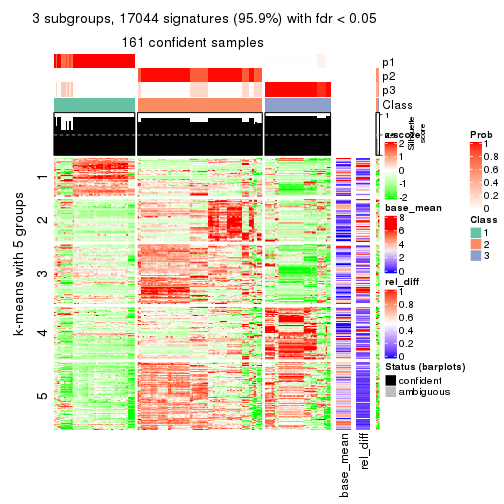 3 subgroups, 17044 signatures (95.9%) with fdr < 0.05
161 confident samples
p1
p2
p3
Class
1
Silhouette
score
k-means with 5 groups
1
2
3
4
5
base_mean
rel_diff
z-score
2
1
0
-1
-2
base_mean
8
6
4
2
0
rel_diff
1
0.8
0.6
0.4
0.2
0
Status (barplots)
confident
ambiguous
Prob
1
0.8
0.6
0.4
0.2
0
Class
1
2
3